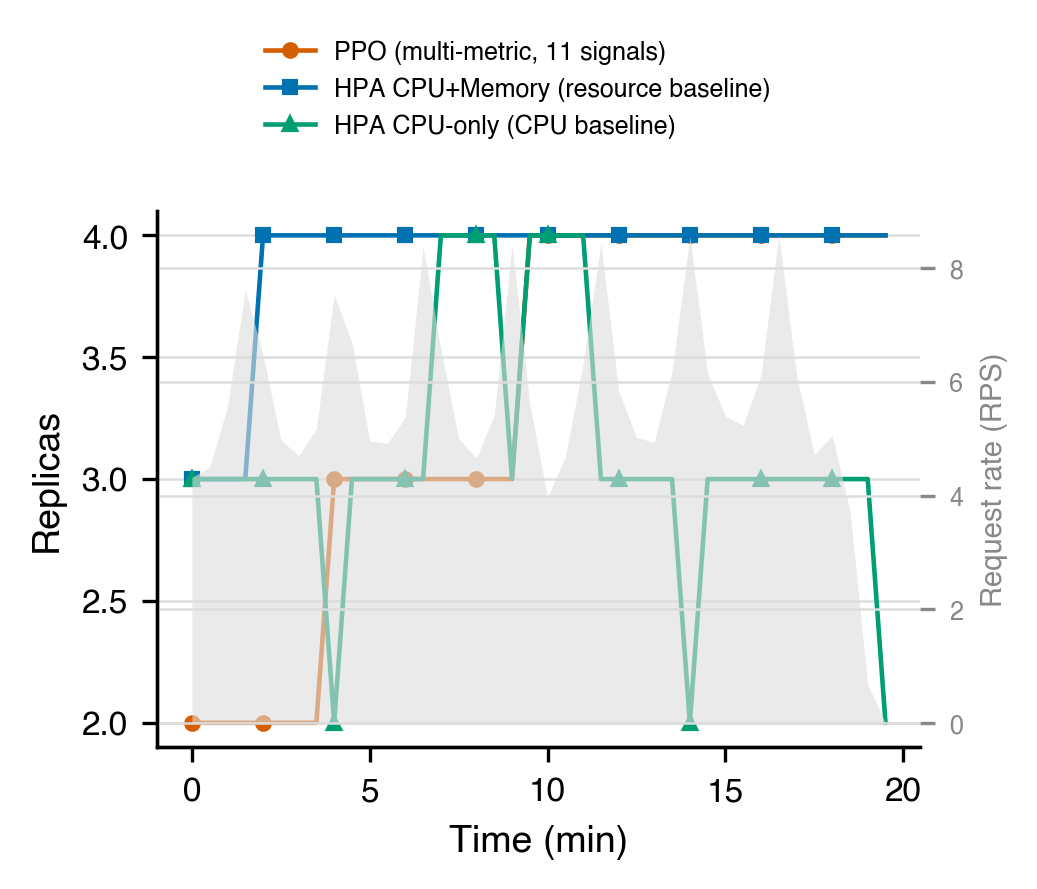 PPO (multi-metric, 11 signals)
HPA CPU+Memory (resource baseline)
HPA CPU-only (CPU baseline)
4.0
3.5
3.0
2.5
2.0
Replicas
8
6
4
2
0
Request rate (RPS)
0 5 10 15 20
Time (min)